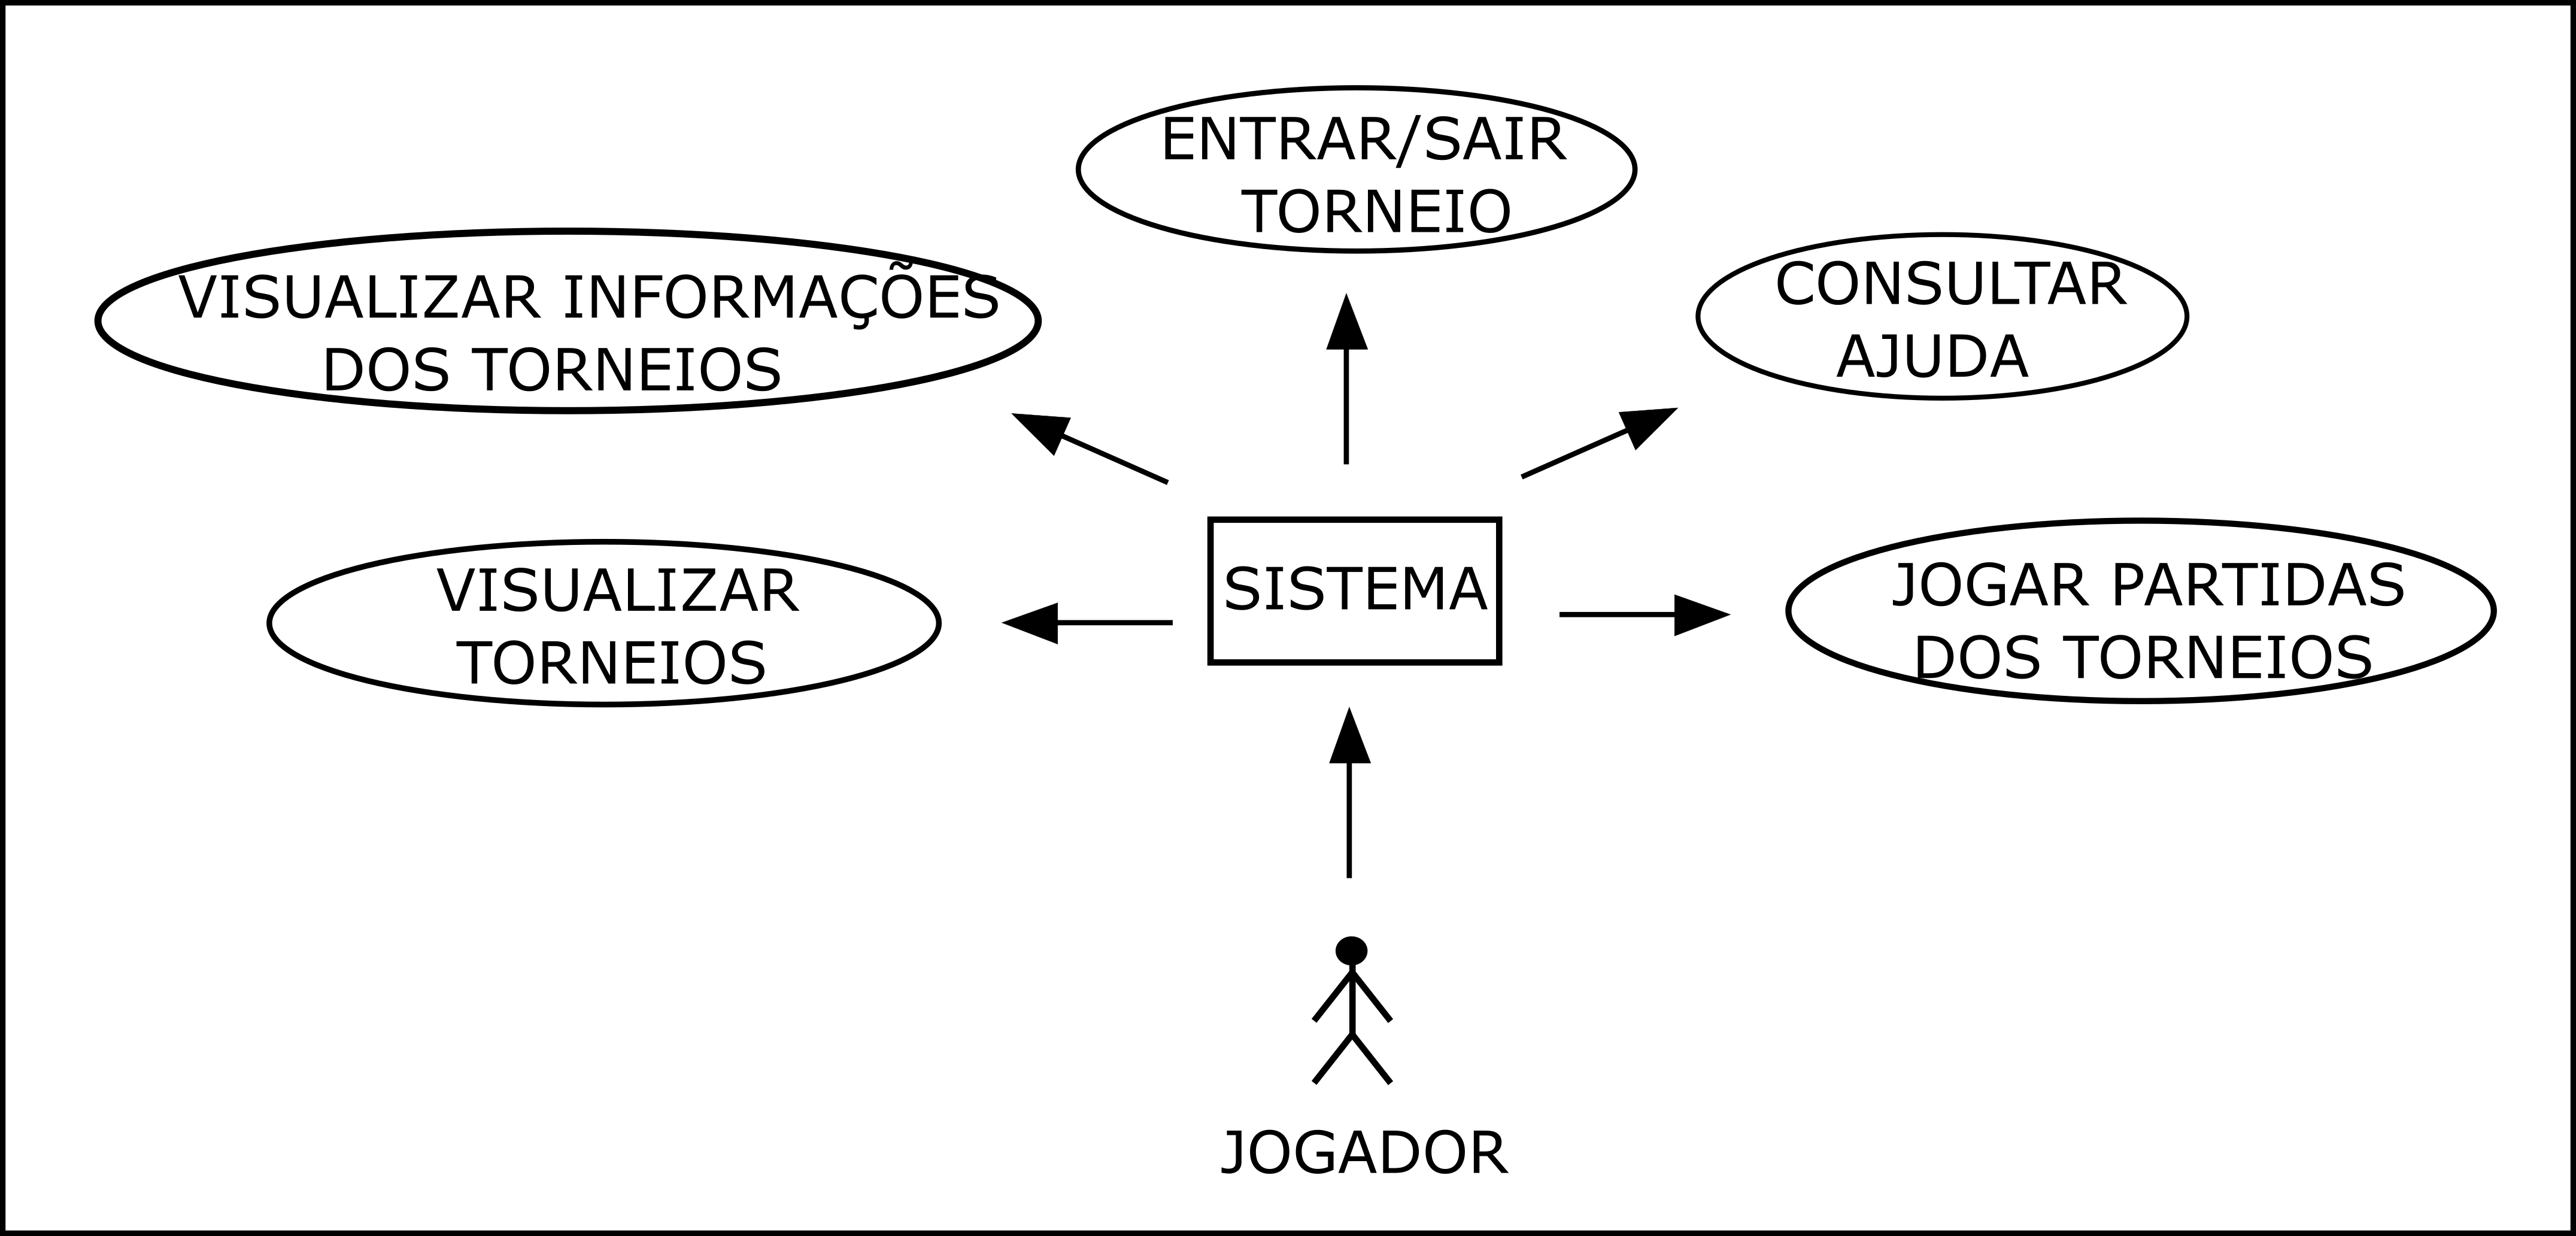 ENTRAR/SAIR
TORNEIO
VISUALIZAR INFORMAÇÕES
DOS TORNEIOS
CONSULTAR
AJUDA
VISUALIZAR
TORNEIOS
SISTEMA
JOGAR PARTIDAS
DOS TORNEIOS
JOGADOR